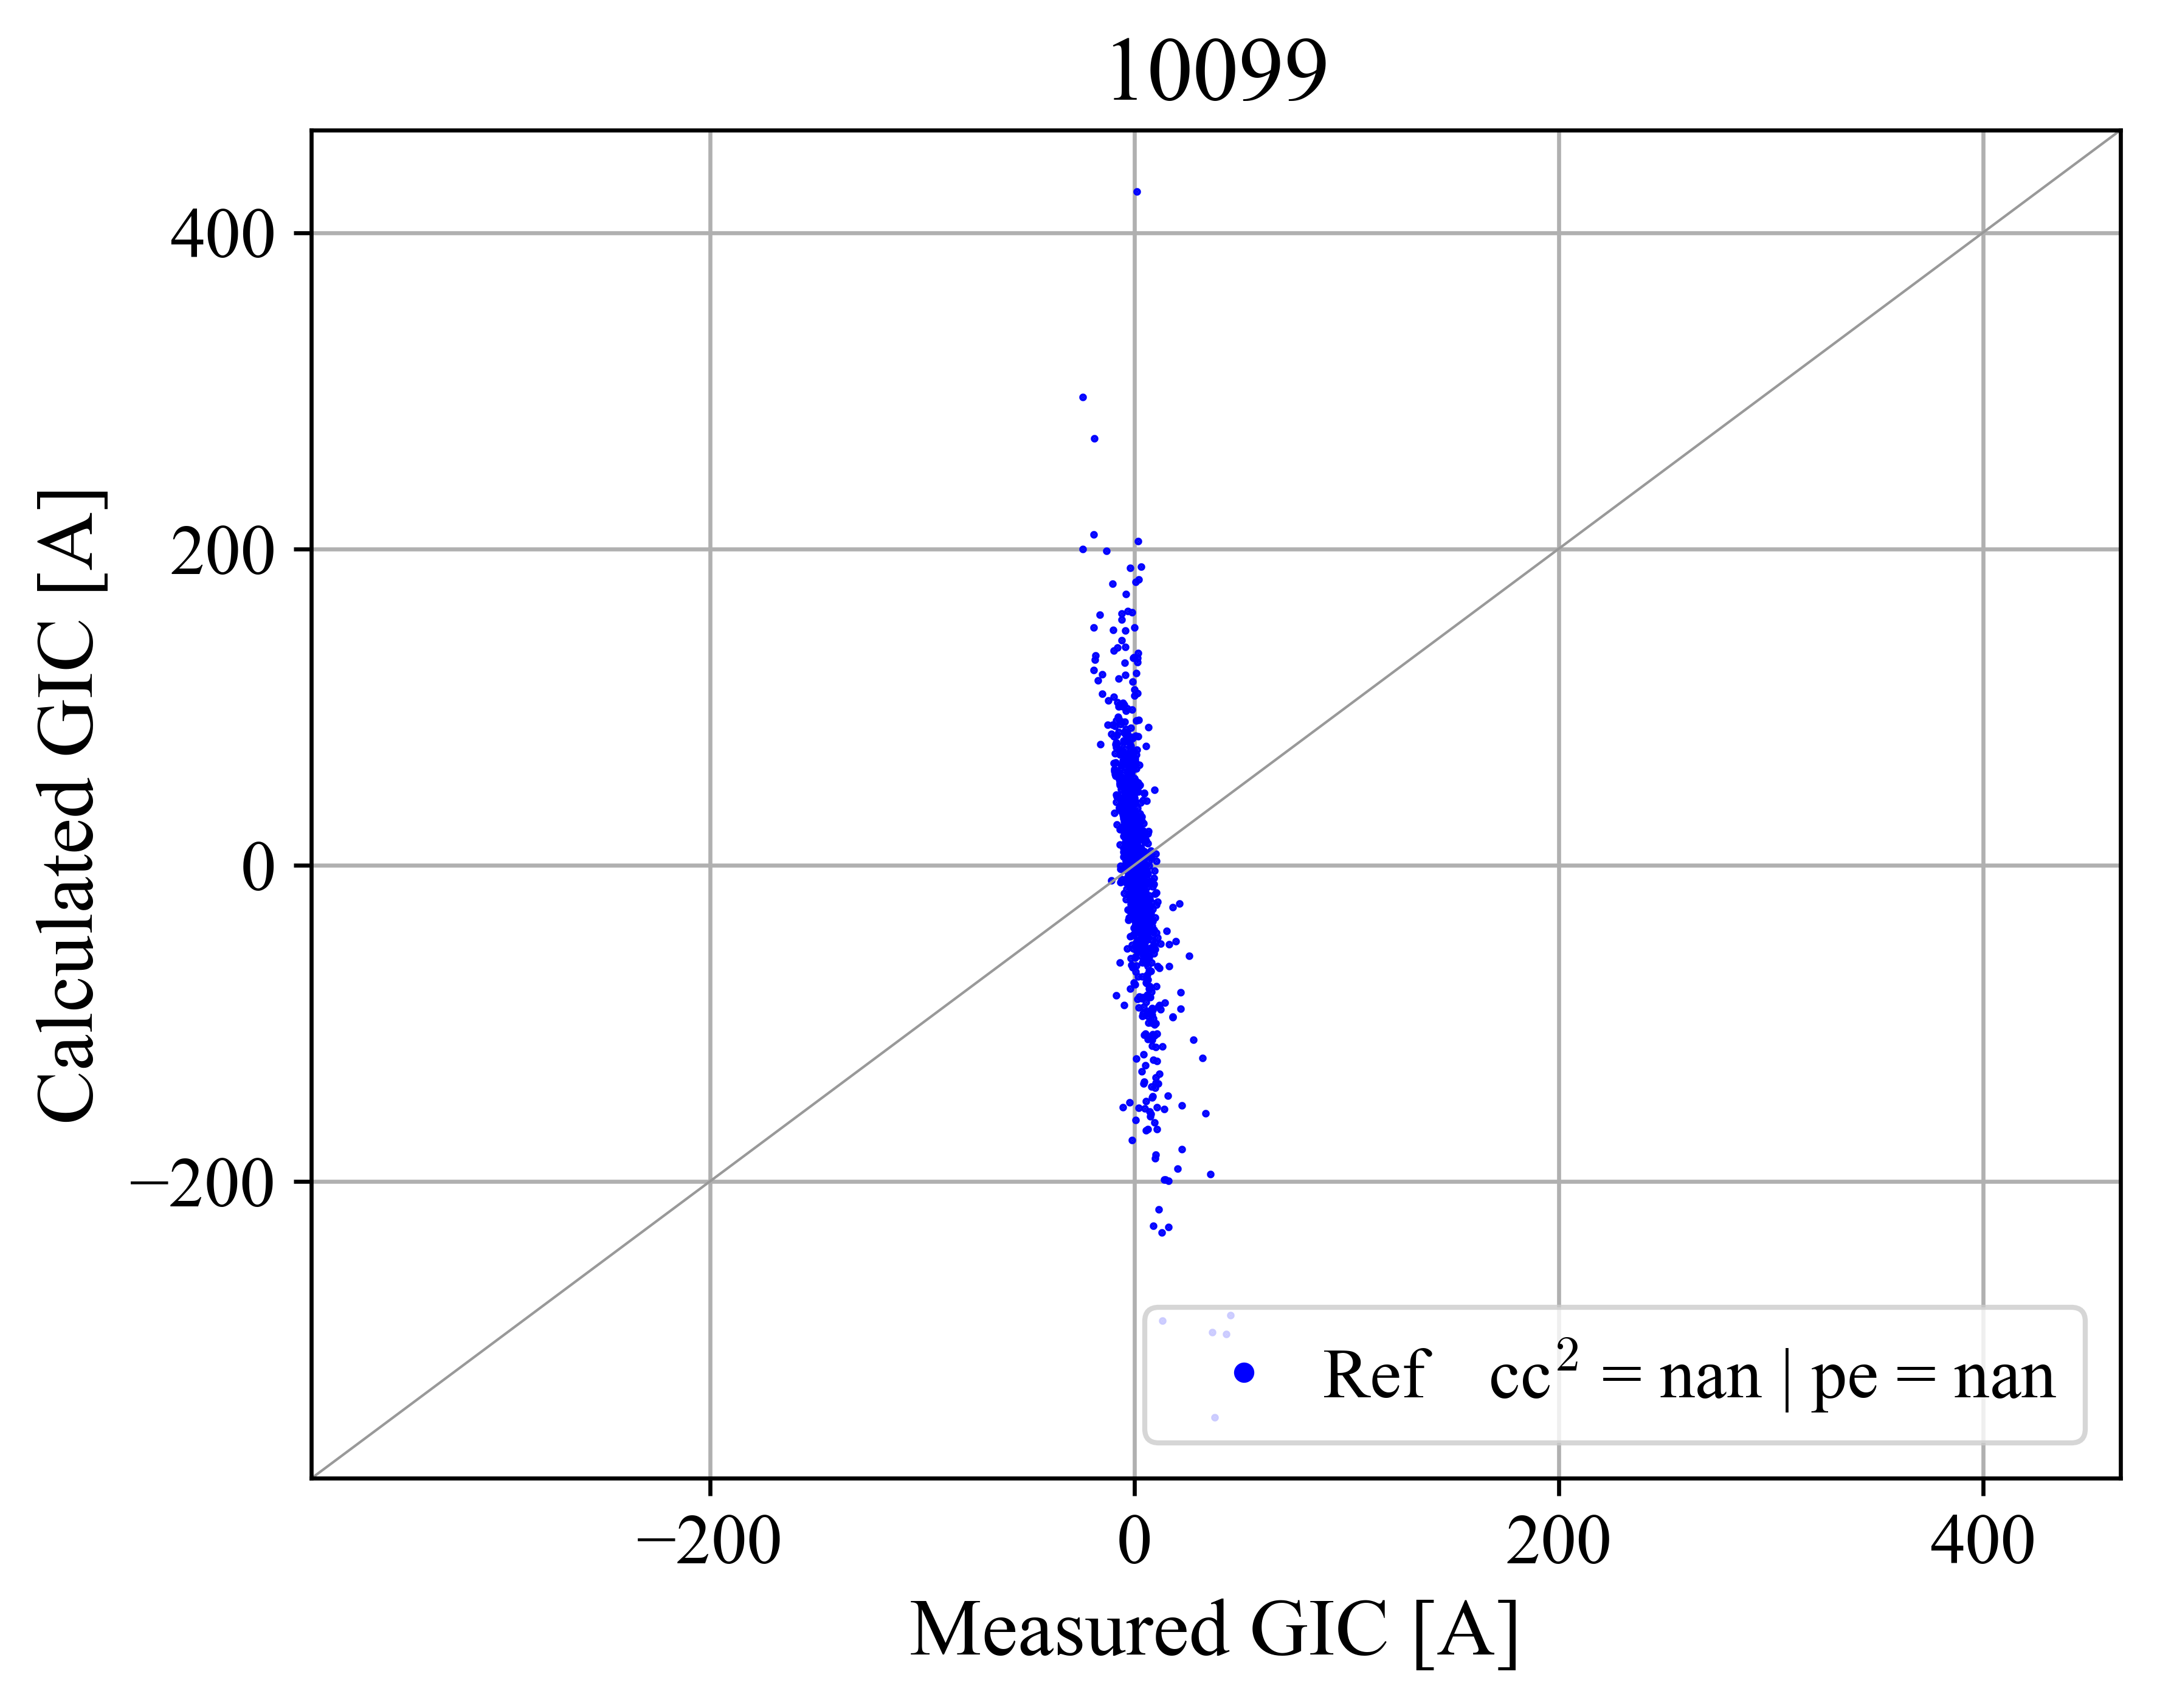 10099
Calculated GIC [A]
400
200
0
−200
−200 0 200 400
Measured GIC [A]
Ref cc² = nan | pe = nan